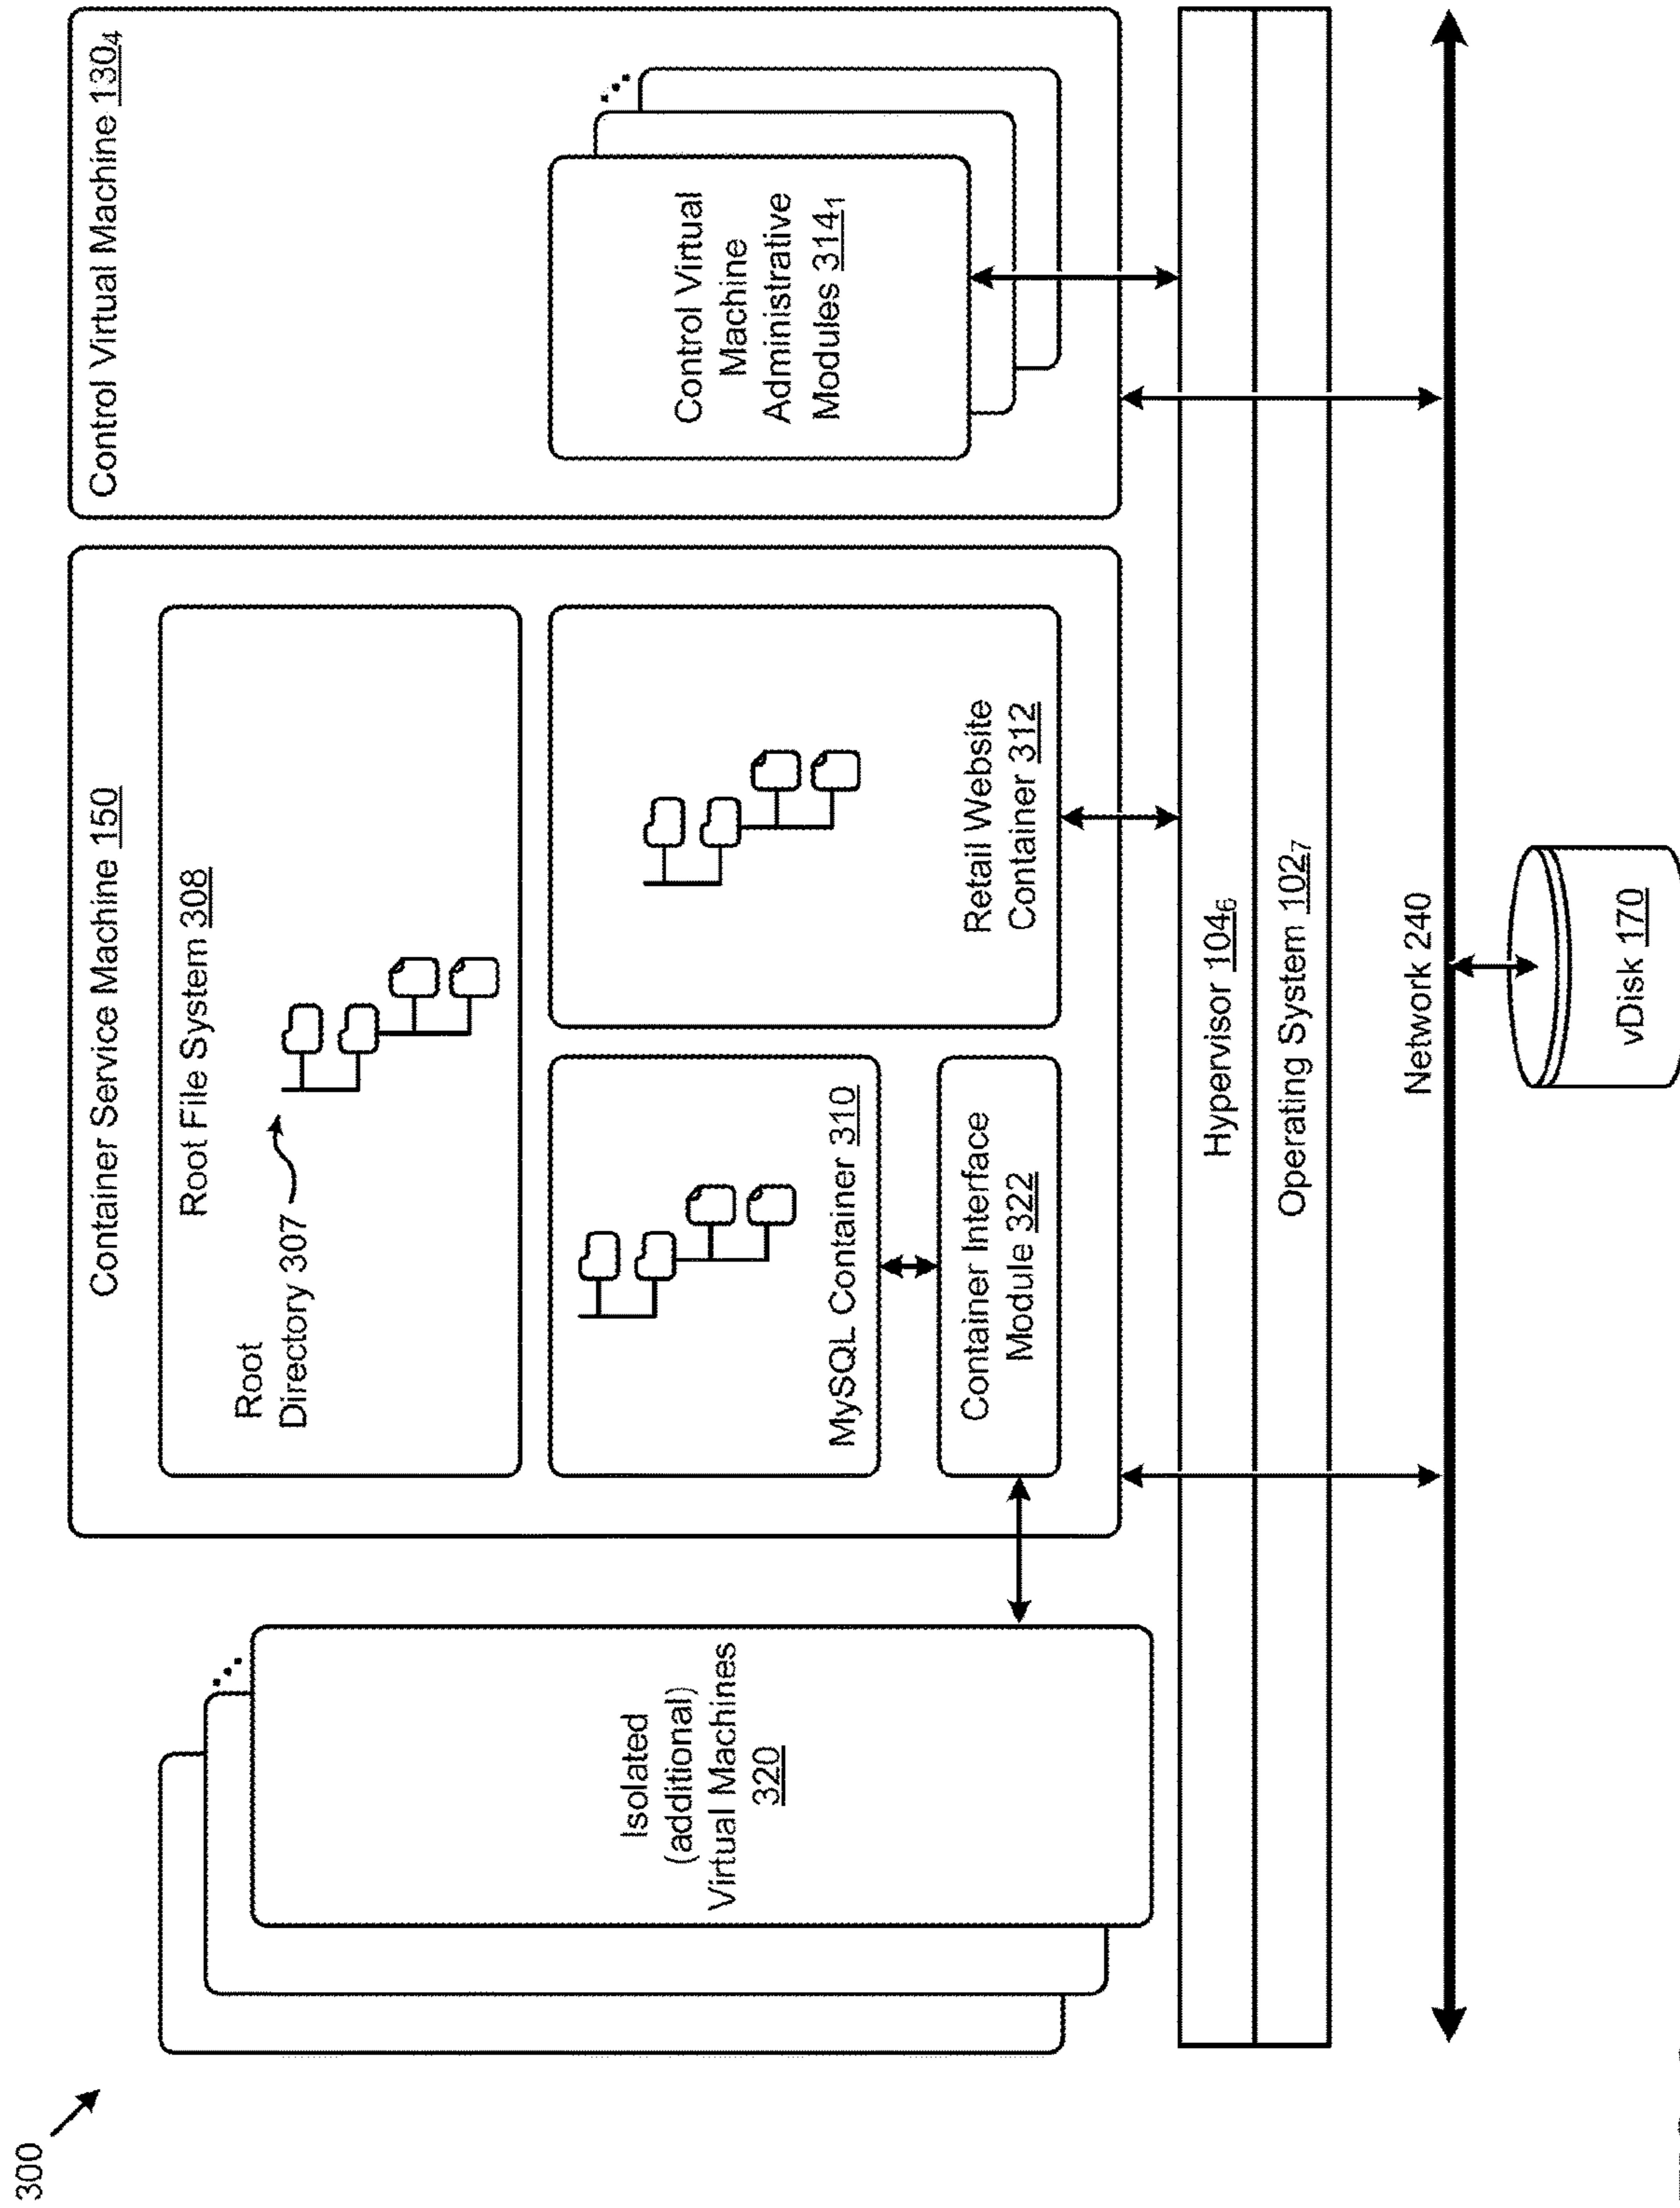 300
Isolated
(additional)
Virtual Machines
320
Container Service Machine 150
Root File System 308
Root
Directory 307
MySQL Container 310
Container Interface
Module 322
Retail Website
Container 312
Control Virtual Machine 130₄
Control Virtual
Machine
Administrative
Modules 314₁
Hypervisor 104₆
Operating System 102₇
Network 240
vDisk 170